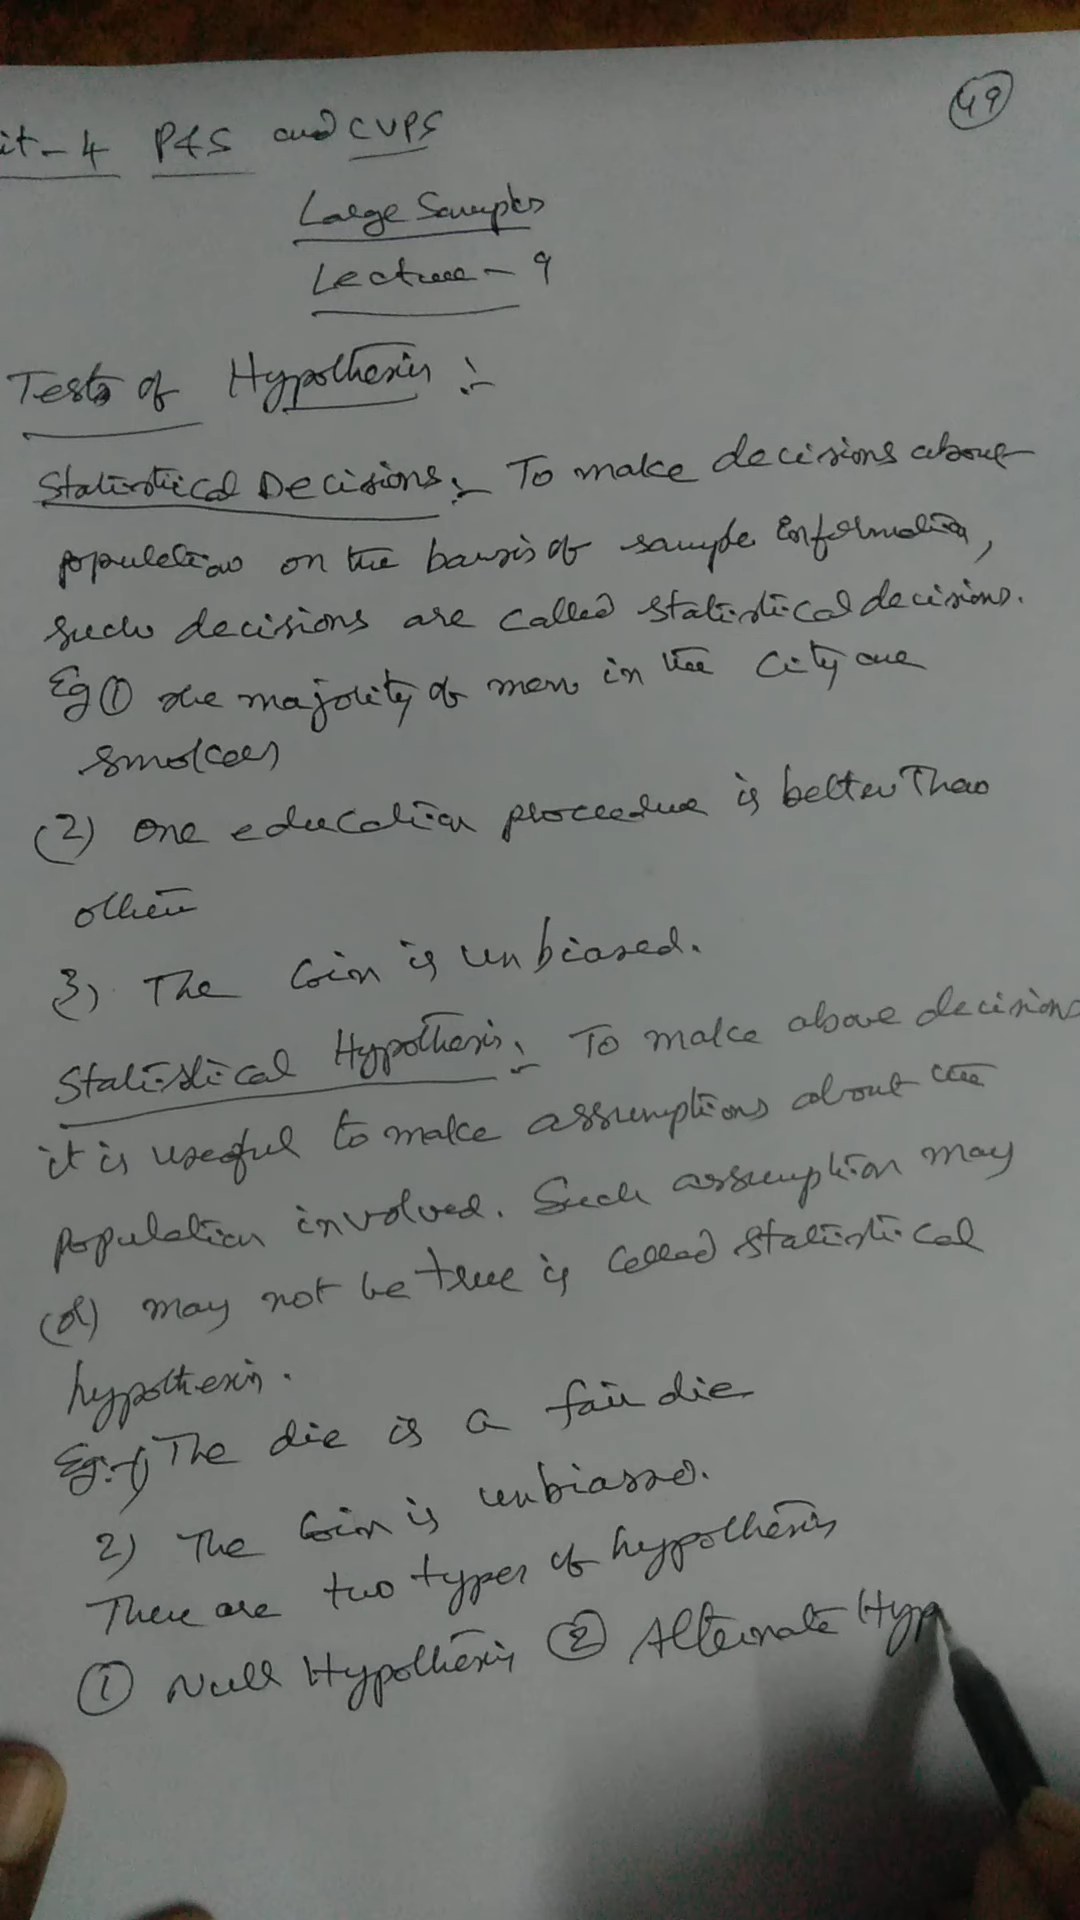 49
it-4 P&S and CVPS
Large Samples
Lecture-9
Tests of Hypothesis :-
Statistical Decisions:- To make decisions about
population on the basis of sample information,
such decisions are called statistical decisions.
Eg ① the majority of men in the city are
smokers
(2) One education procedure is better Than
other
3) The Coin is unbiased.
Statistical Hypothesis:- To make above decisions
it is useful to make assumptions about the
population involved. Such assumption may
(or) may not be true is called statistical
hypothesis.
Eg:-1) The die is a fair die
2) The Coin is unbiased.
There are two types of hypothesis
① Null Hypothesis ② Alternate Hyp